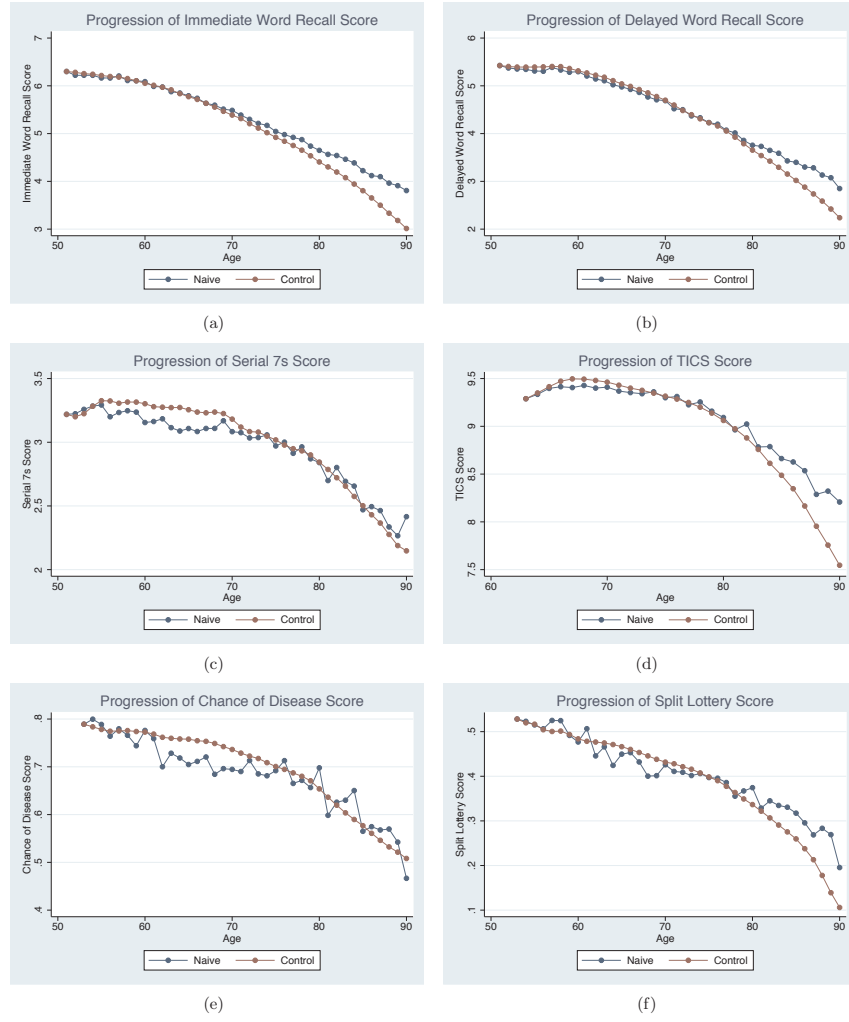 Progression of Immediate Word Recall Score
Immediate Word Recall Score
7
6
5
4
3
50 60 70 80 90
Age
Naive Control
(a)
Progression of Delayed Word Recall Score
Delayed Word Recall Score
6
5
4
3
2
50 60 70 80 90
Age
Naive Control
(b)
Progression of Serial 7s Score
Serial 7s Score
3.5
3
2.5
2
50 60 70 80 90
Age
Naive Control
(c)
Progression of TICS Score
TICS Score
9.5
9
8.5
8
7.5
60 70 80 90
Age
Naive Control
(d)
Progression of Chance of Disease Score
Chance of Disease Score
.8
.7
.6
.5
.4
50 60 70 80 90
Age
Naive Control
(e)
Progression of Split Lottery Score
Split Lottery Score
.5
.4
.3
.2
.1
50 60 70 80 90
Age
Naive Control
(f)